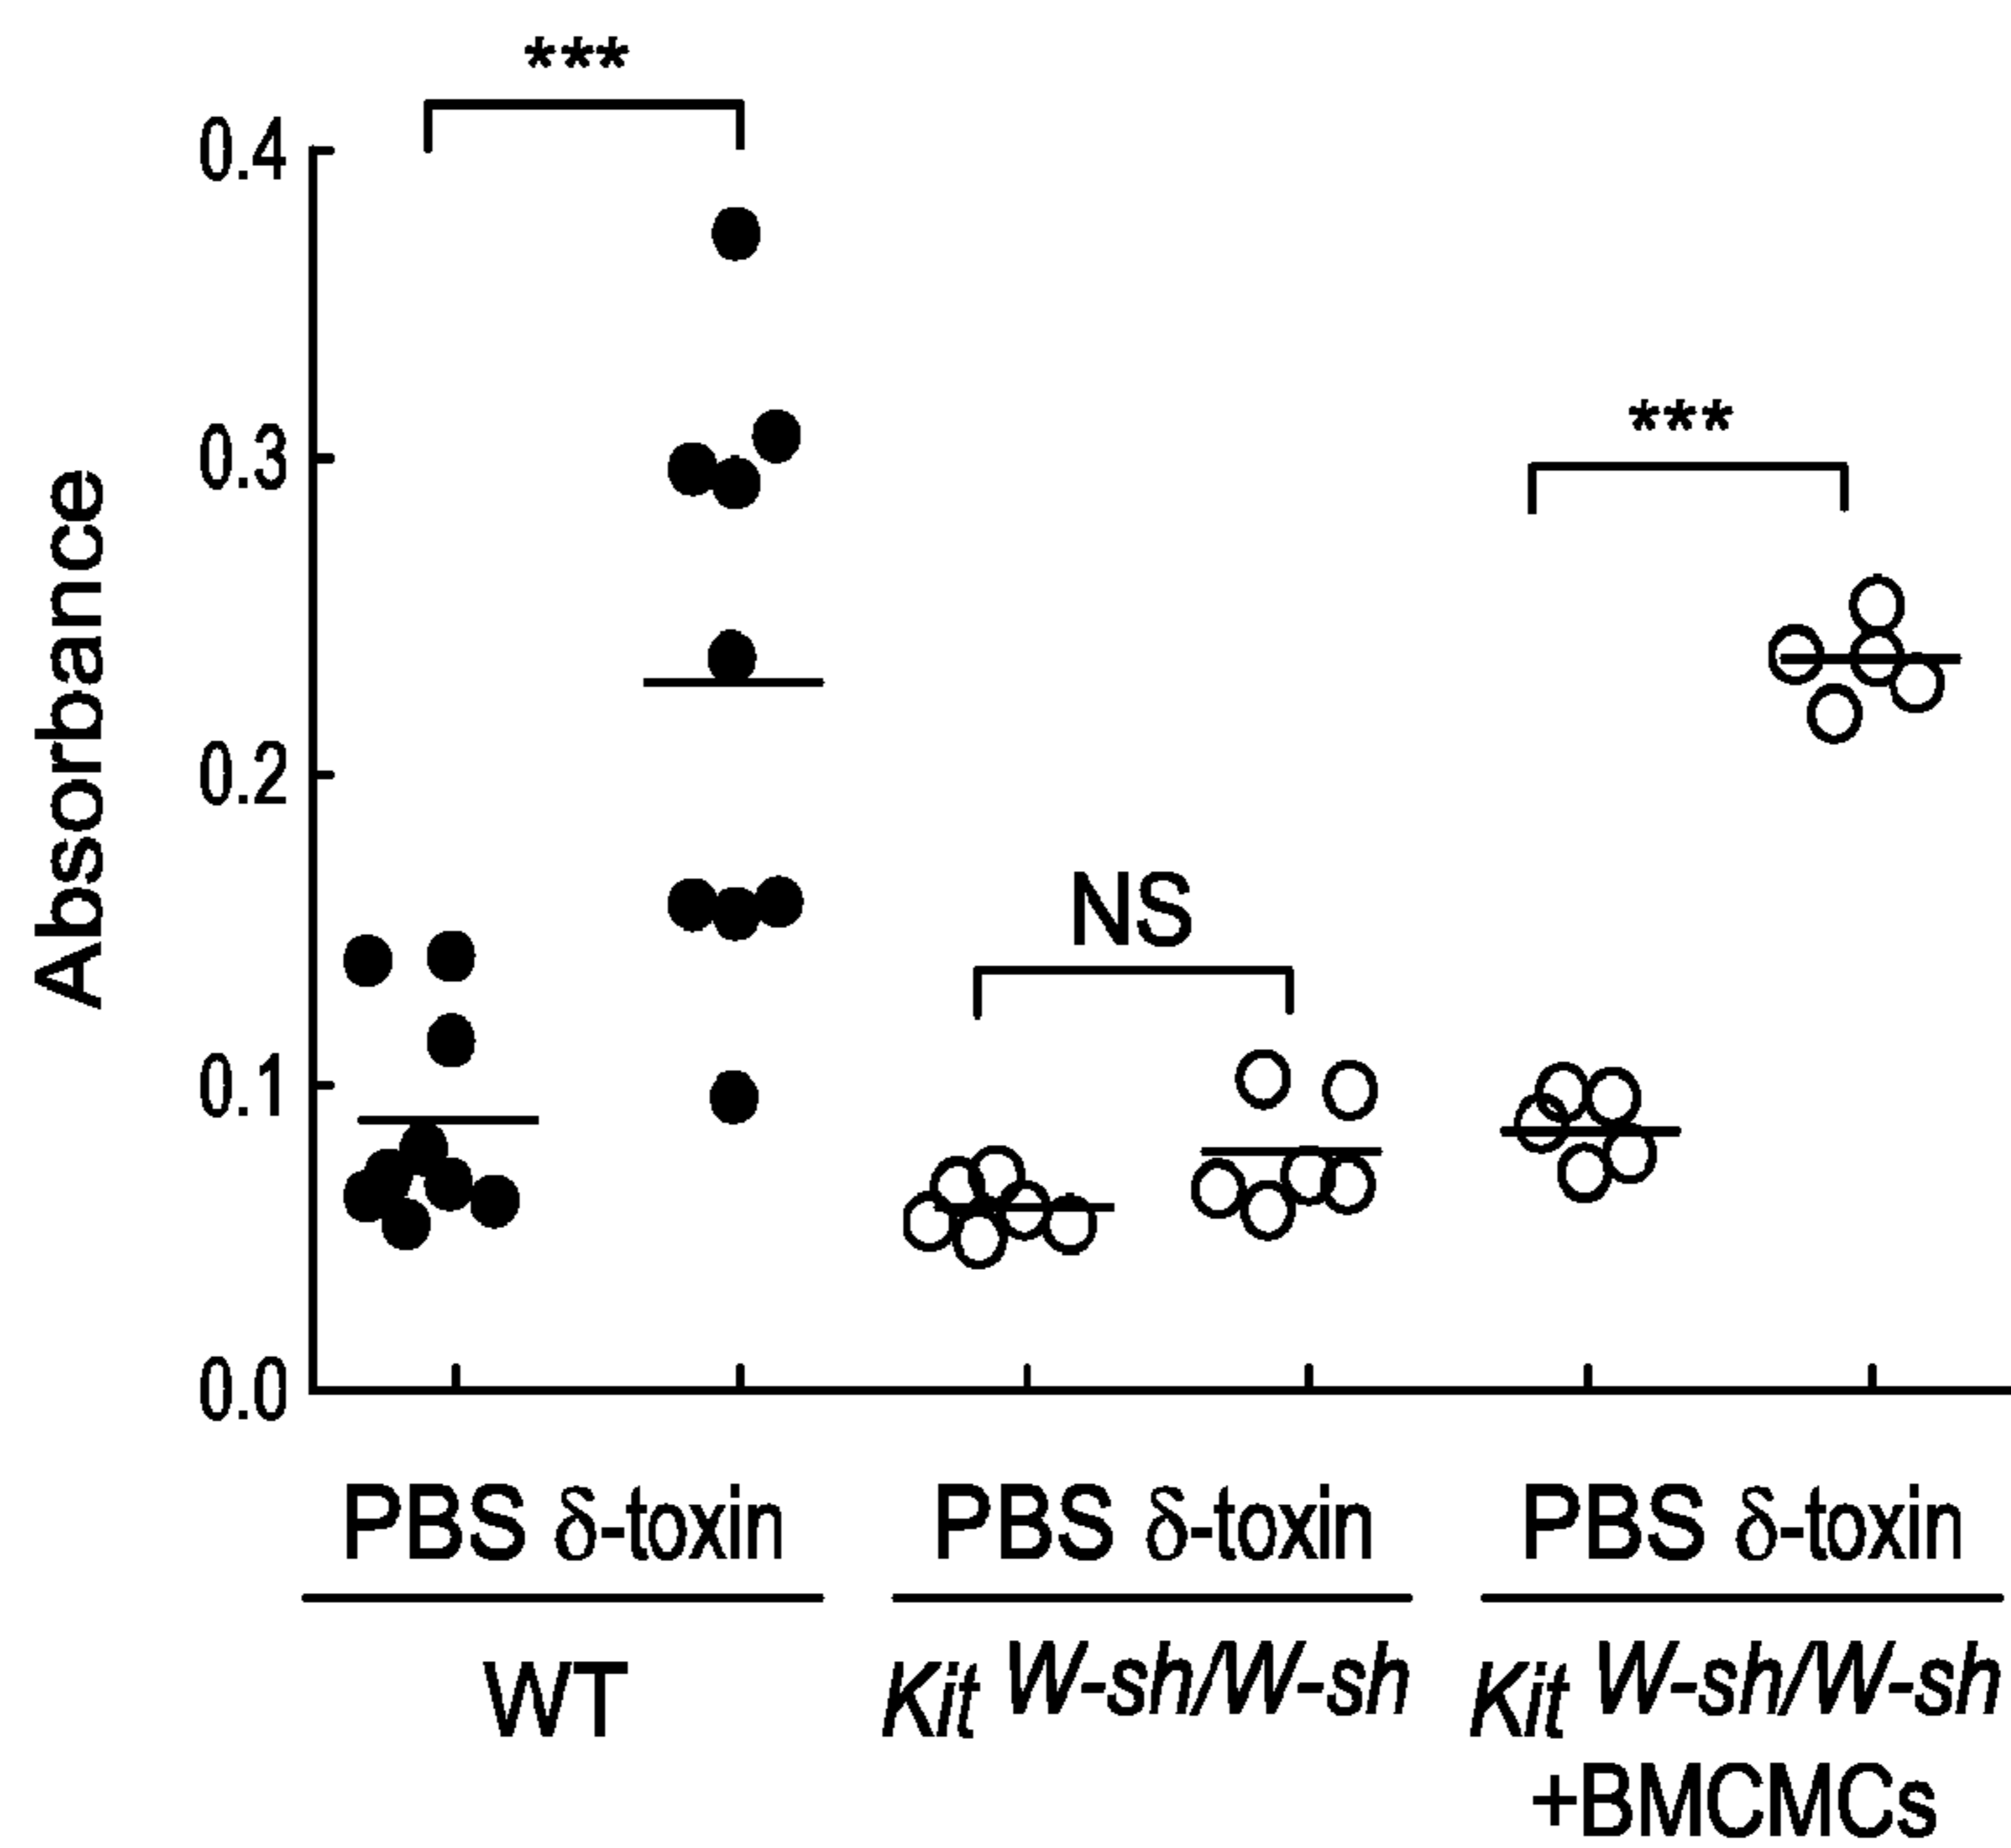 ***
0.4
0.3
***
0.2
NS
0.1
0.0
Absorbance
PBS δ-toxin PBS δ-toxin PBS δ-toxin
WT Kit W-sh/W-sh Kit W-sh/W-sh
+BMCMCs